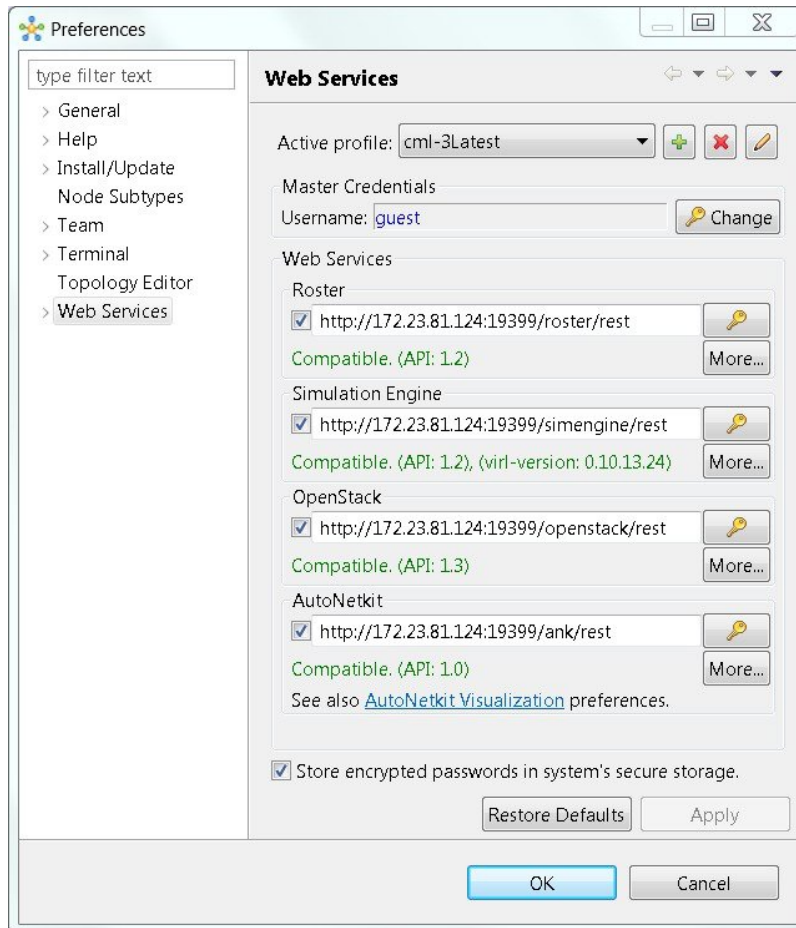 Preferences
type filter text
General
Help
Install/Update
Node Subtypes
Team
Terminal
Topology Editor
Web Services
Web Services
Active profile: cml-3Latest
Master Credentials
Username: guest Change
Web Services
Roster
http://172.23.81.124:19399/roster/rest
Compatible. (API: 1.2) More...
Simulation Engine
http://172.23.81.124:19399/simengine/rest
Compatible. (API: 1.2), (virl-version: 0.10.13.24) More...
OpenStack
http://172.23.81.124:19399/openstack/rest
Compatible. (API: 1.3) More...
AutoNetkit
http://172.23.81.124:19399/ank/rest
Compatible. (API: 1.0) More...
See also AutoNetkit Visualization preferences.
Store encrypted passwords in system's secure storage.
Restore Defaults Apply
OK Cancel